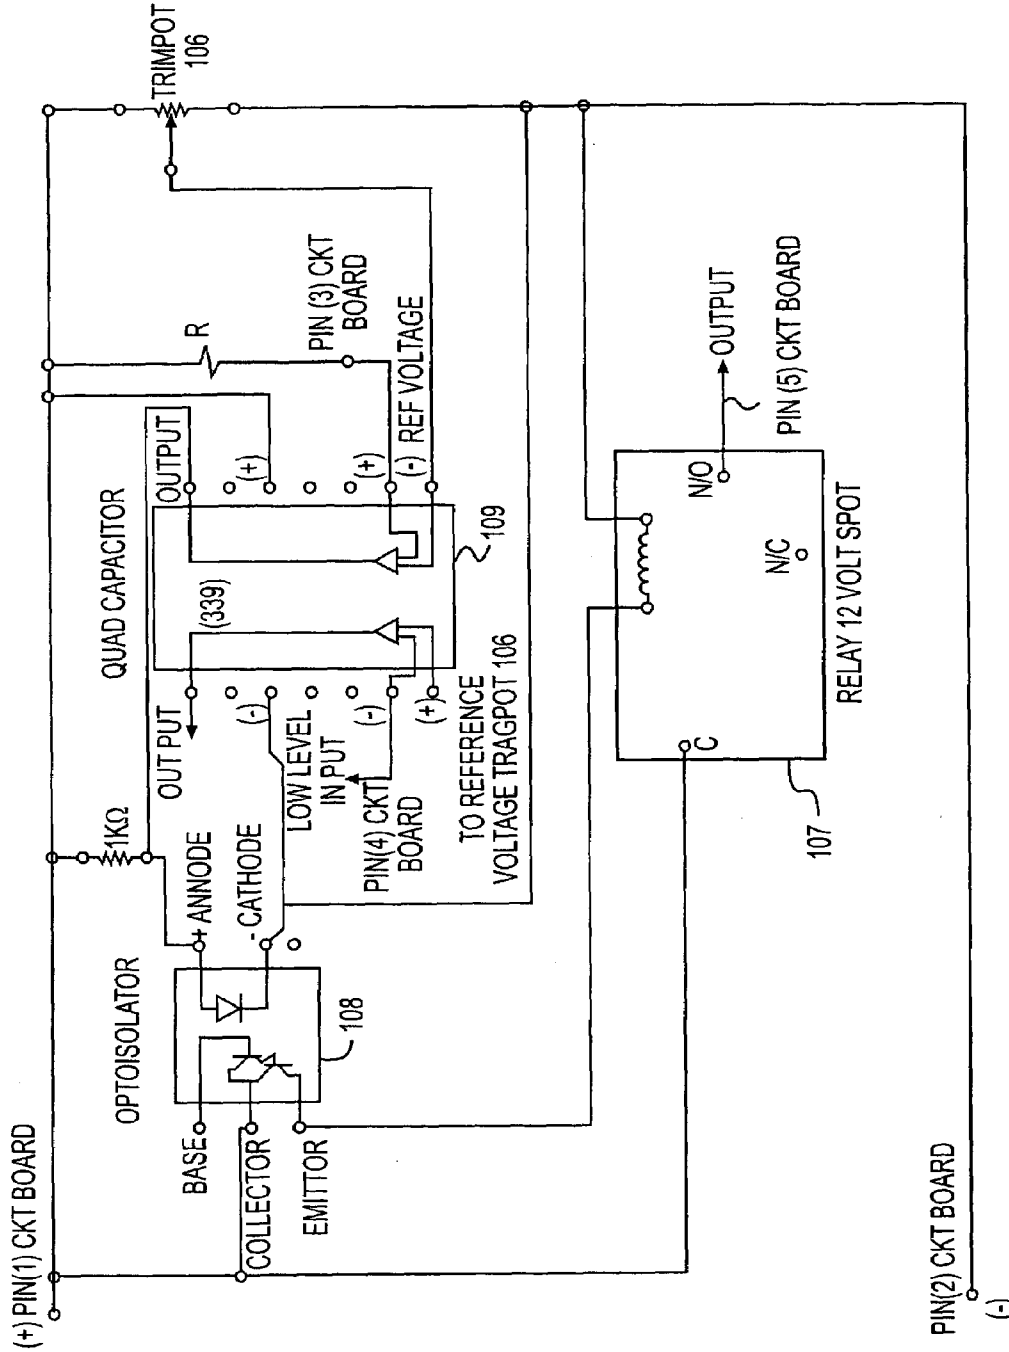 (+) PIN(1) CKT BOARD
TRIMPOT
106
R
PIN (3) CKT
BOARD
QUAD CAPACITOR
OUTPUT
(+)
(+)
(-) REF VOLTAGE
(339)
109
OUT PUT
(-)
LOW LEVEL
IN PUT
(-)
(+)
PIN(4) CKT
BOARD
TO REFERENCE
VOLTAGE TRAGPOT 106
1KΩ
+ ANNODE
- CATHODE
OPTOISOLATOR
108
BASE
COLLECTOR
EMITTOR
OUTPUT
PIN (5) CKT BOARD
N/O
N/C
C
RELAY 12 VOLT SPOT
107
PIN(2) CKT BOARD
(-)